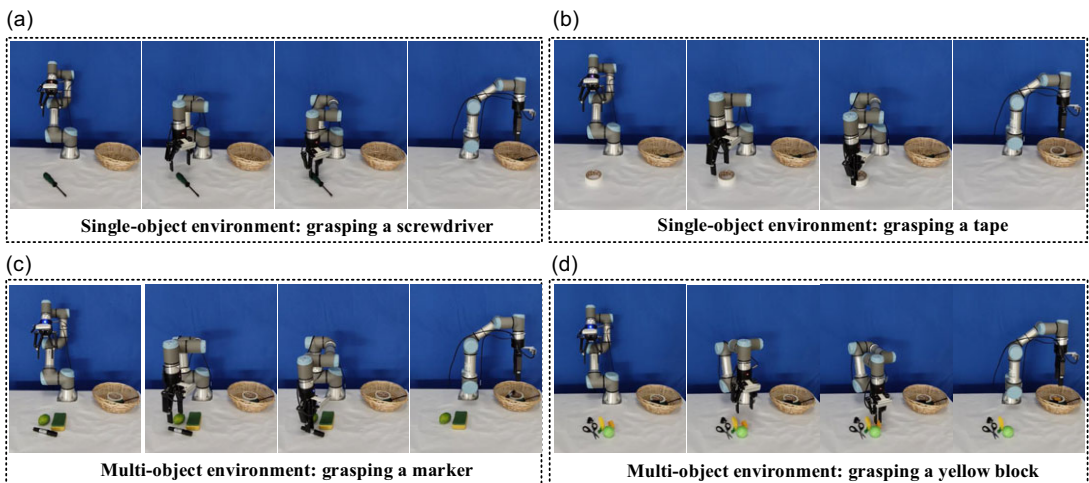 (a)
(b)
Single-object environment: grasping a screwdriver
Single-object environment: grasping a tape
(c)
(d)
Multi-object environment: grasping a marker
Multi-object environment: grasping a yellow block